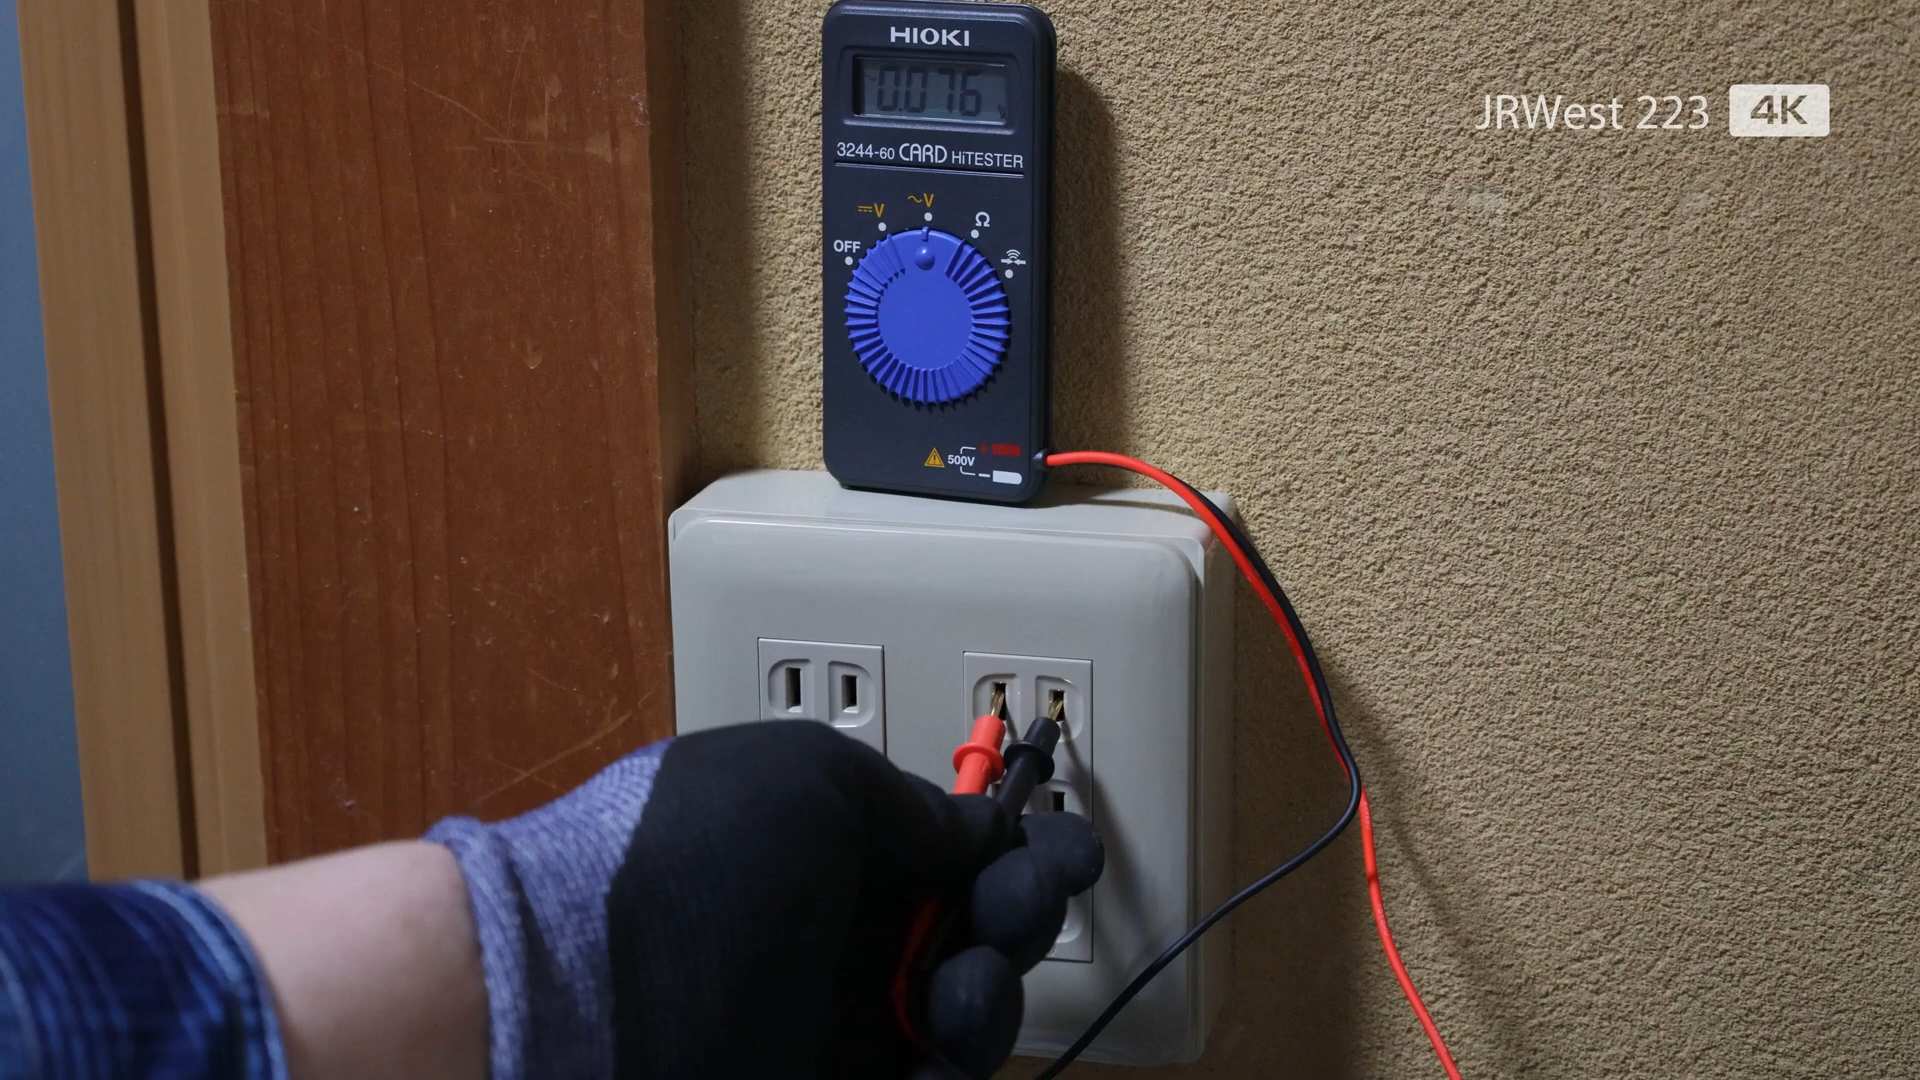 HIOKI
JRWest 223 4K
0.076
V
3244-60 CARD HiTESTER
V
~V
Ω
OFF
+
500V
-